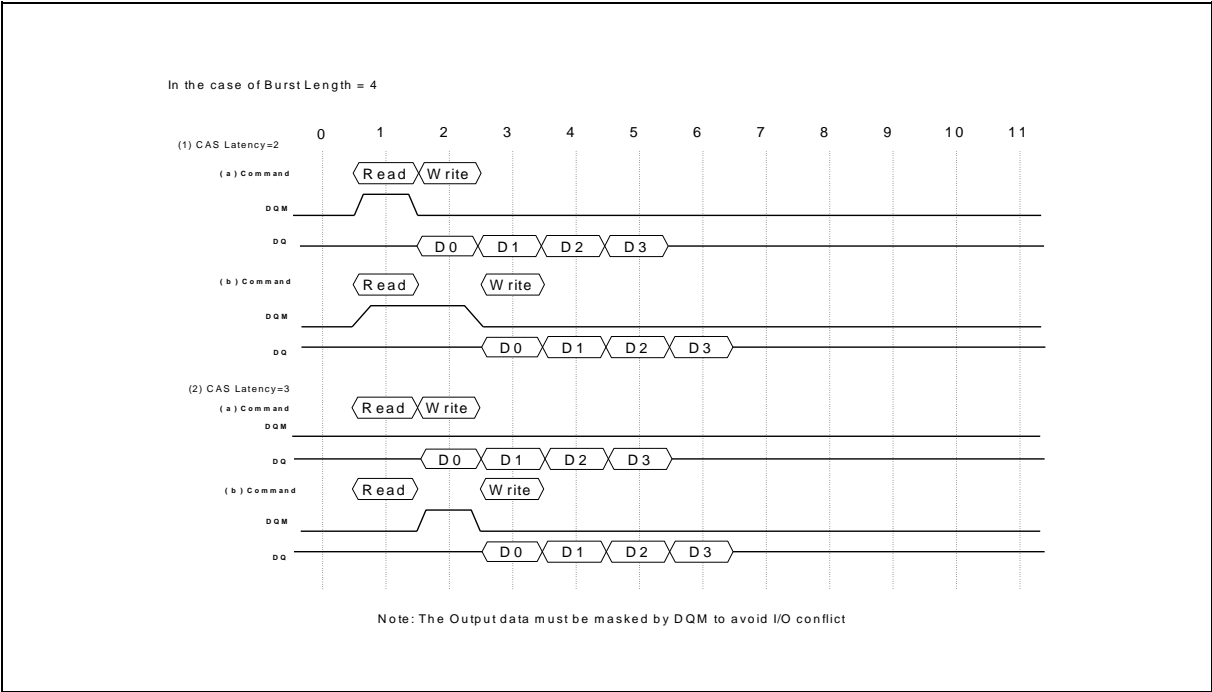 In the case of Burst Length = 4
0 1 2 3 4 5 6 7 8 9 10 11
(1) CAS Latency=2
(a) Command Read Write
DQM
DQ D0 D1 D2 D3
(b) Command Read Write
DQM
DQ D0 D1 D2 D3
(2) CAS Latency=3
(a) Command Read Write
DQM
DQ D0 D1 D2 D3
(b) Command Read Write
DQM
DQ D0 D1 D2 D3
Note: The Output data must be masked by DQM to avoid I/O conflict